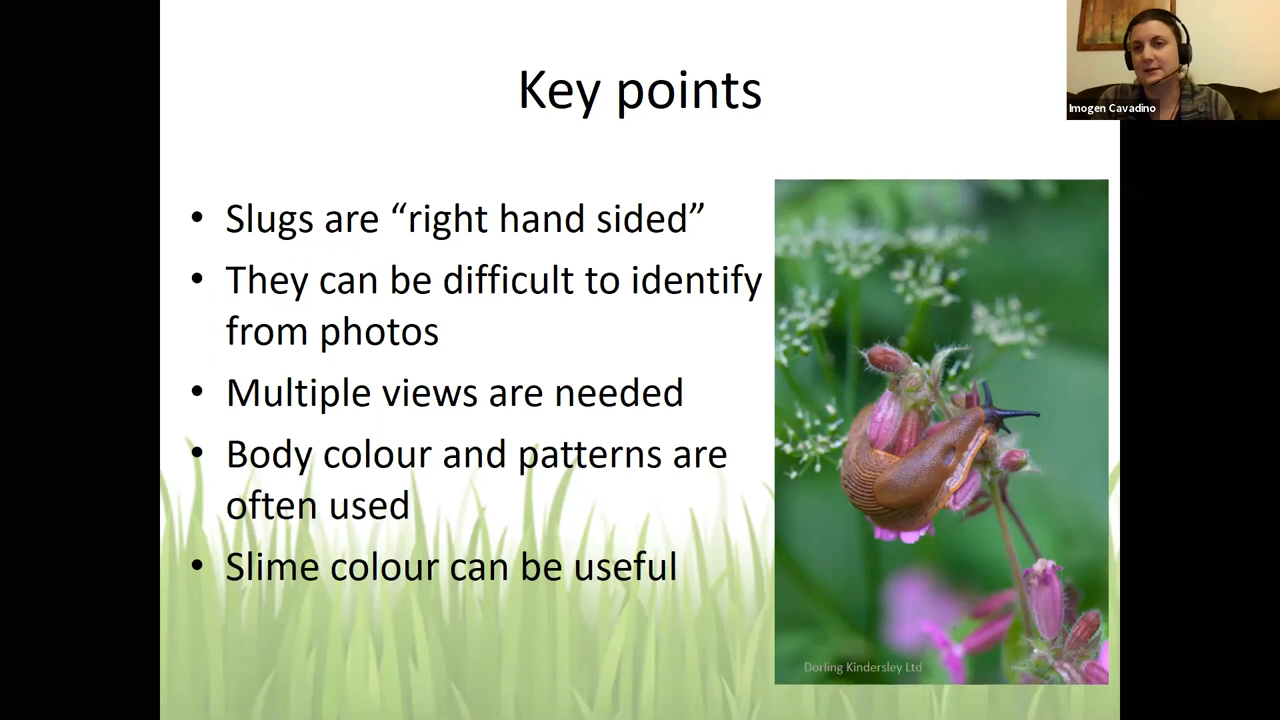 Key points
Imogen Cavadino
• Slugs are “right hand sided”
• They can be difficult to identify
from photos
• Multiple views are needed
• Body colour and patterns are
often used
• Slime colour can be useful
Dorling Kindersley Ltd